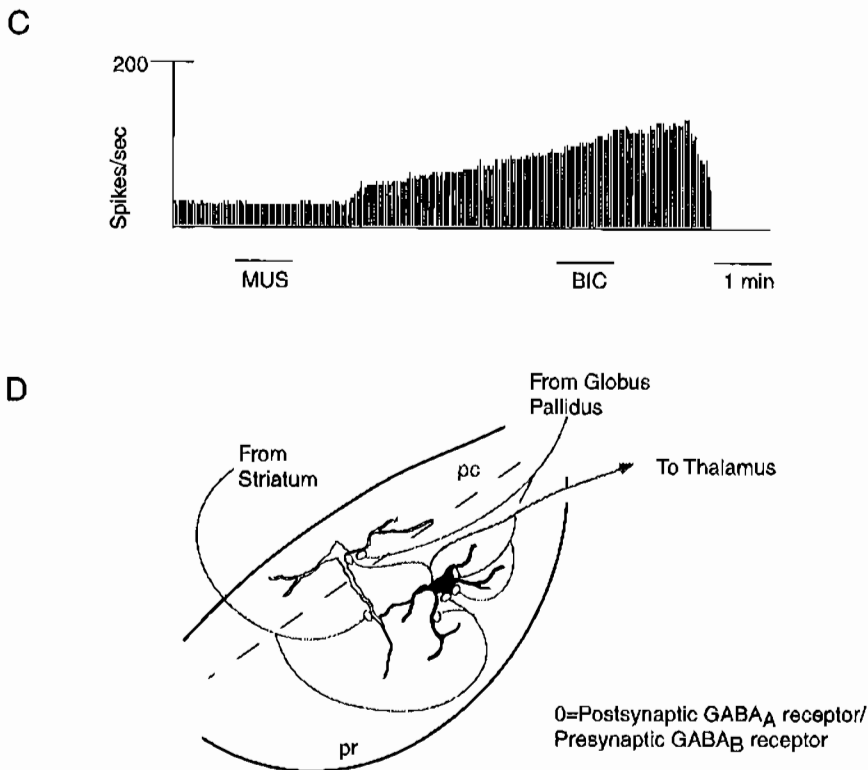 C
200
Spikes/sec
MUS
BIC
1 min
D
From Globus
Pallidus
From
Striatum
pc
To Thalamus
pr
0=Postsynaptic GABAA receptor/
Presynaptic GABAB receptor